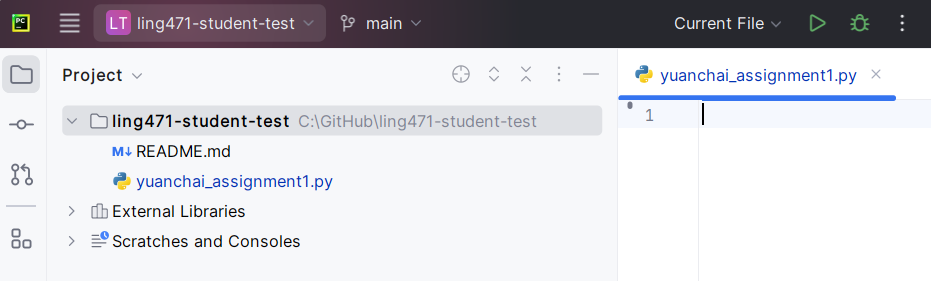 PC LT ling471-student-test main Current File
Project
yuanchai_assignment1.py
ling471-student-test C:\GitHub\ling471-student-test
1
M↓ README.md
yuanchai_assignment1.py
External Libraries
Scratches and Consoles